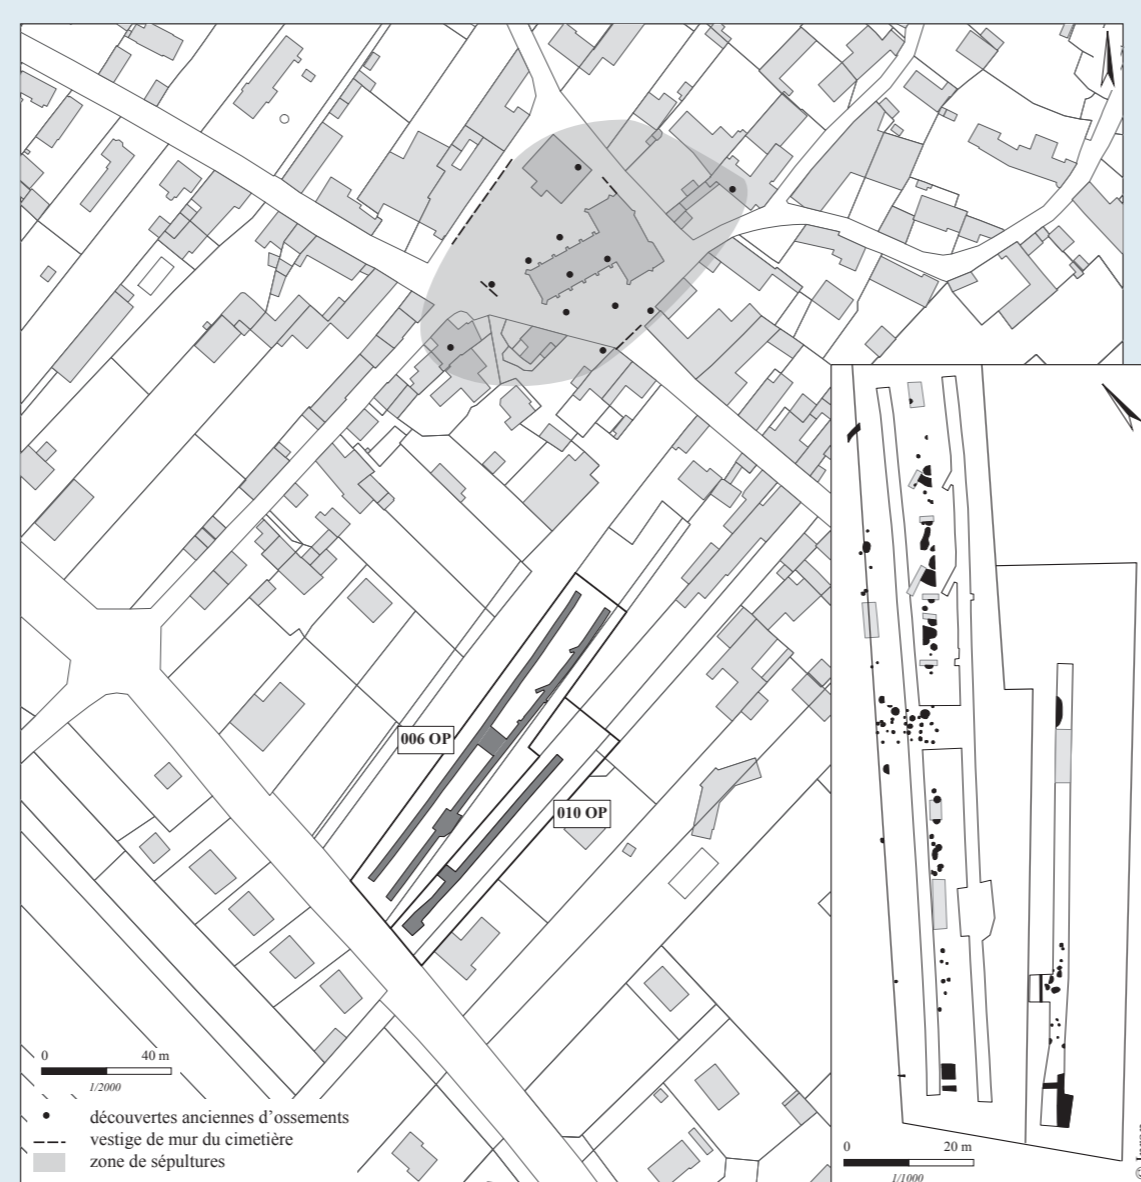 006 OP
010 OP
0 40 m
1/2000
découvertes anciennes d’ossements
vestige de mur du cimetière
zone de sépultures
0 20 m
1/1000
©